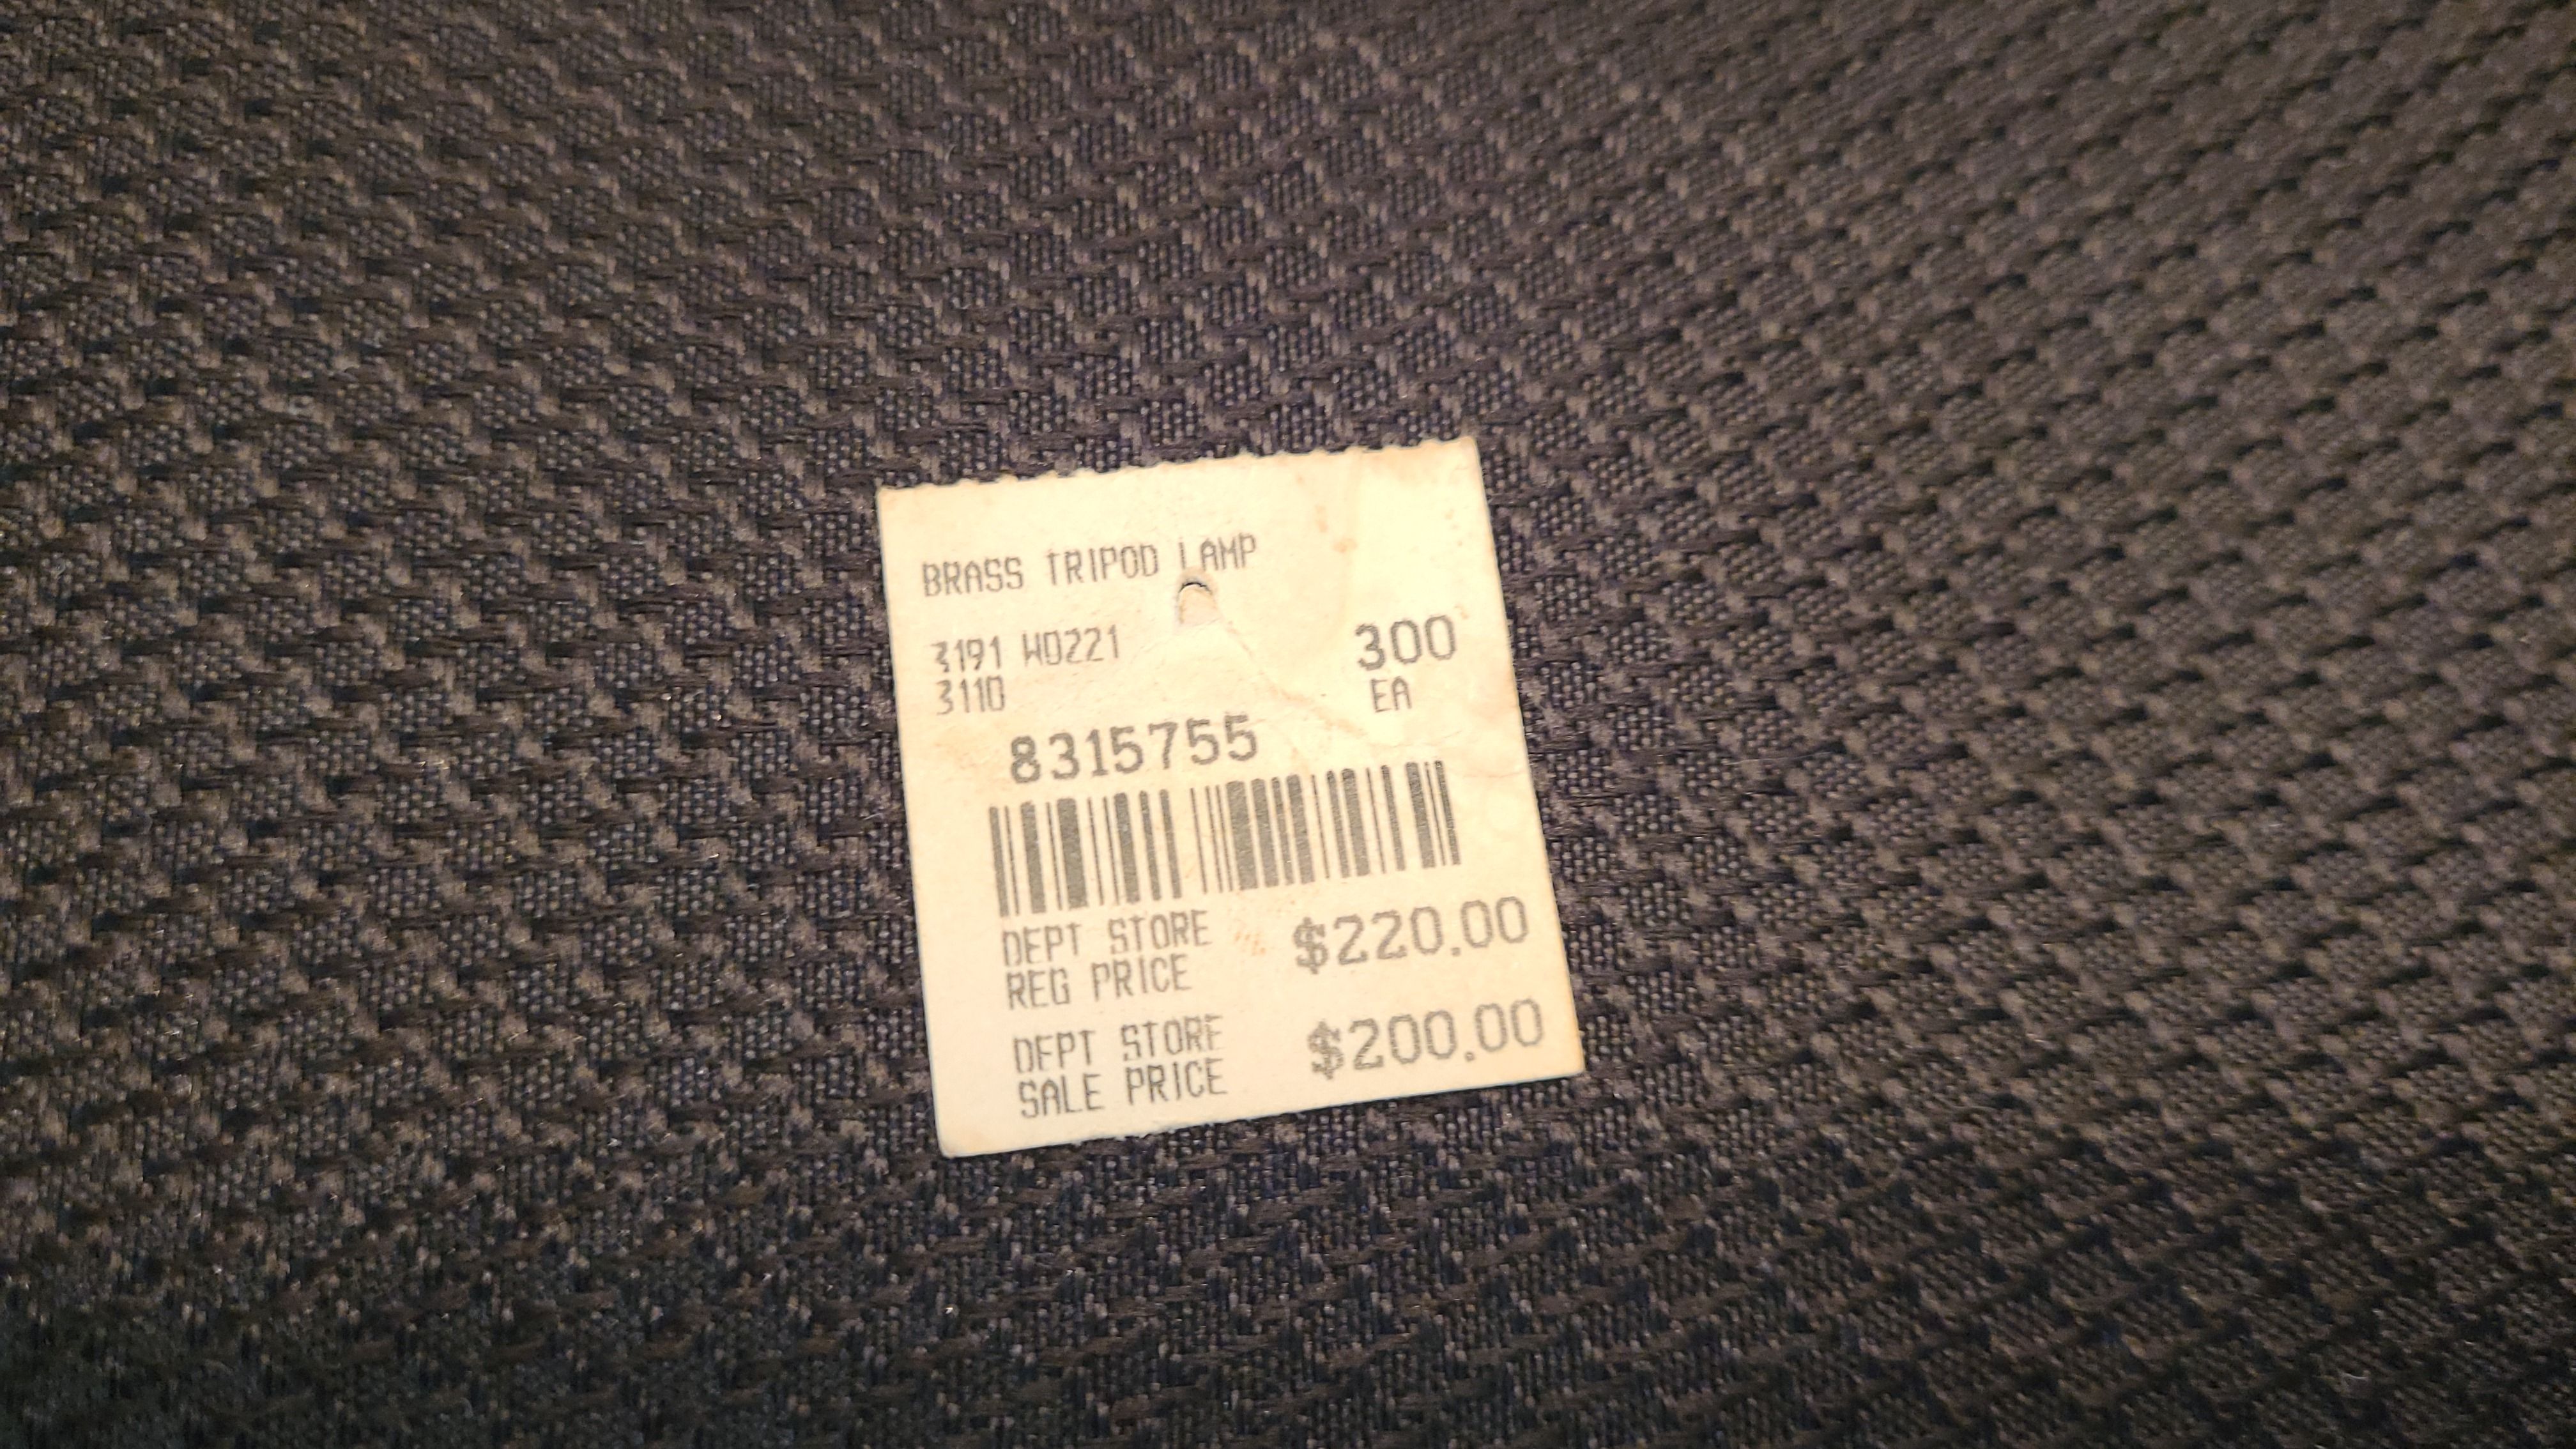 BRASS TRIPOD LAMP
3191 WD221 300
3110 EA
8315755
DEPT STORE
REG PRICE $220.00
DEPT STORE
SALE PRICE $200.00